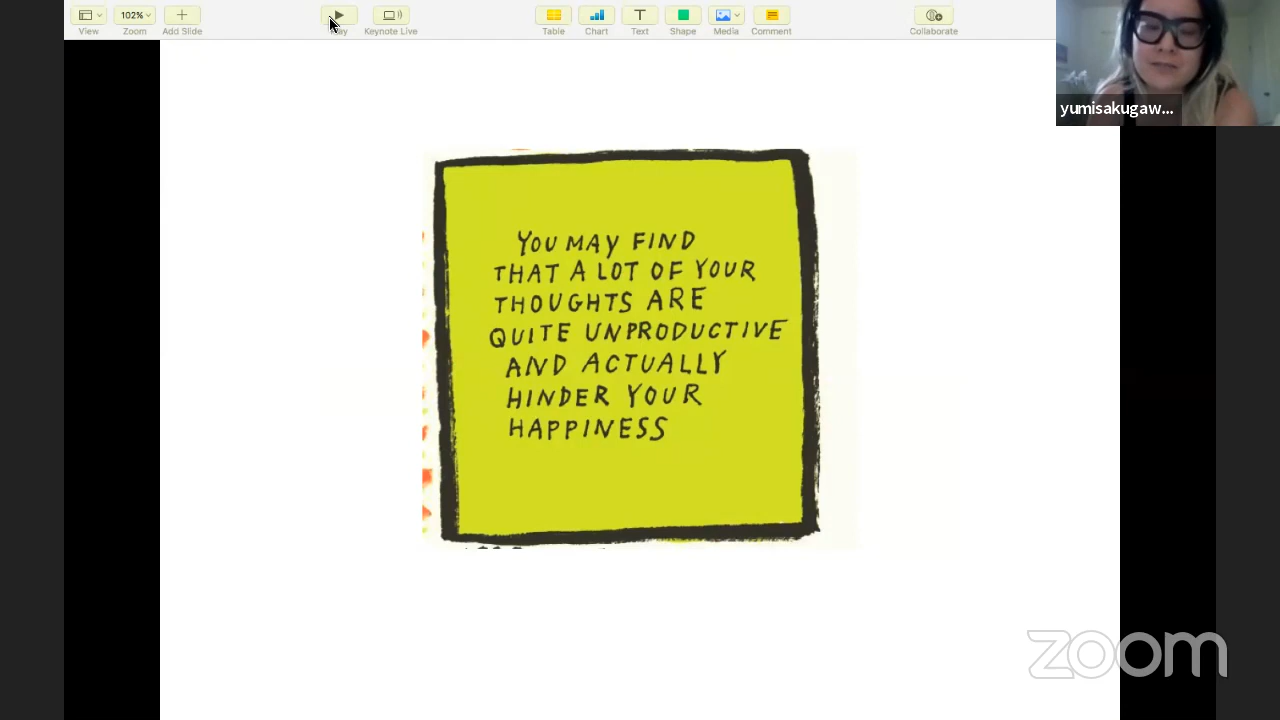 102%
View
Zoom
Add Slide
Keynote Live
Table
Chart
Text
Shape
Media
Comment
Collaborate
yumisakugaw...
YOU MAY FIND
THAT A LOT OF YOUR
THOUGHTS ARE
QUITE UNPRODUCTIVE
AND ACTUALLY
HINDER YOUR
HAPPINESS
zoom